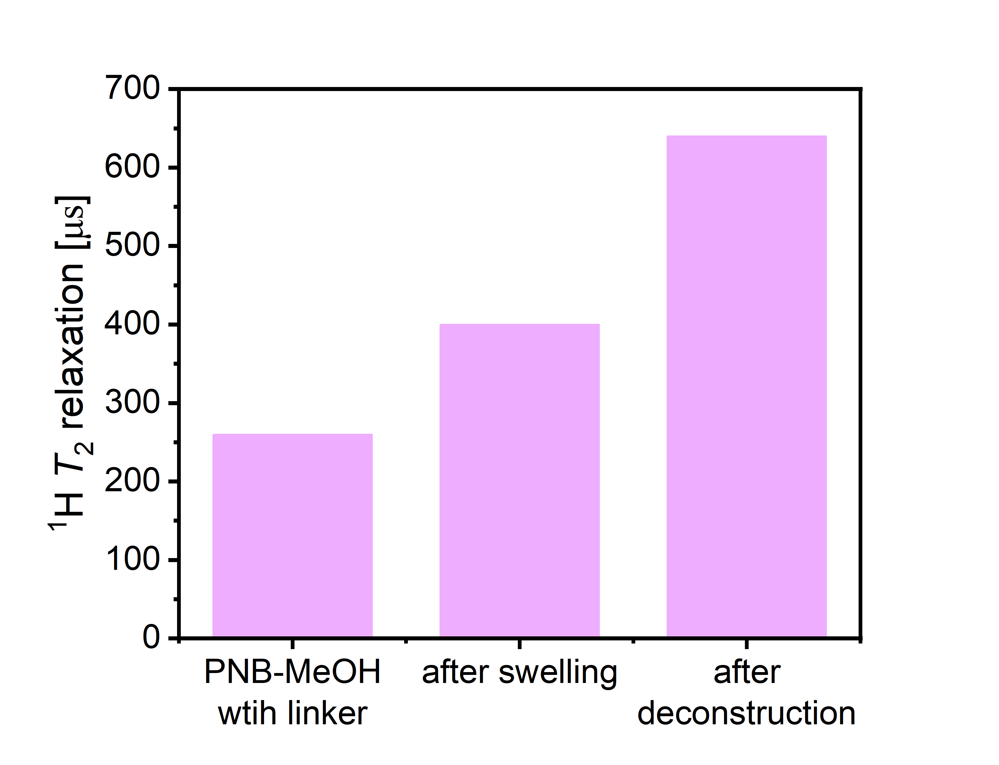 700
600
500
400
300
200
100
0
¹H T₂ relaxation [μs]
PNB-MeOH
wtih linker
after swelling
after
deconstruction